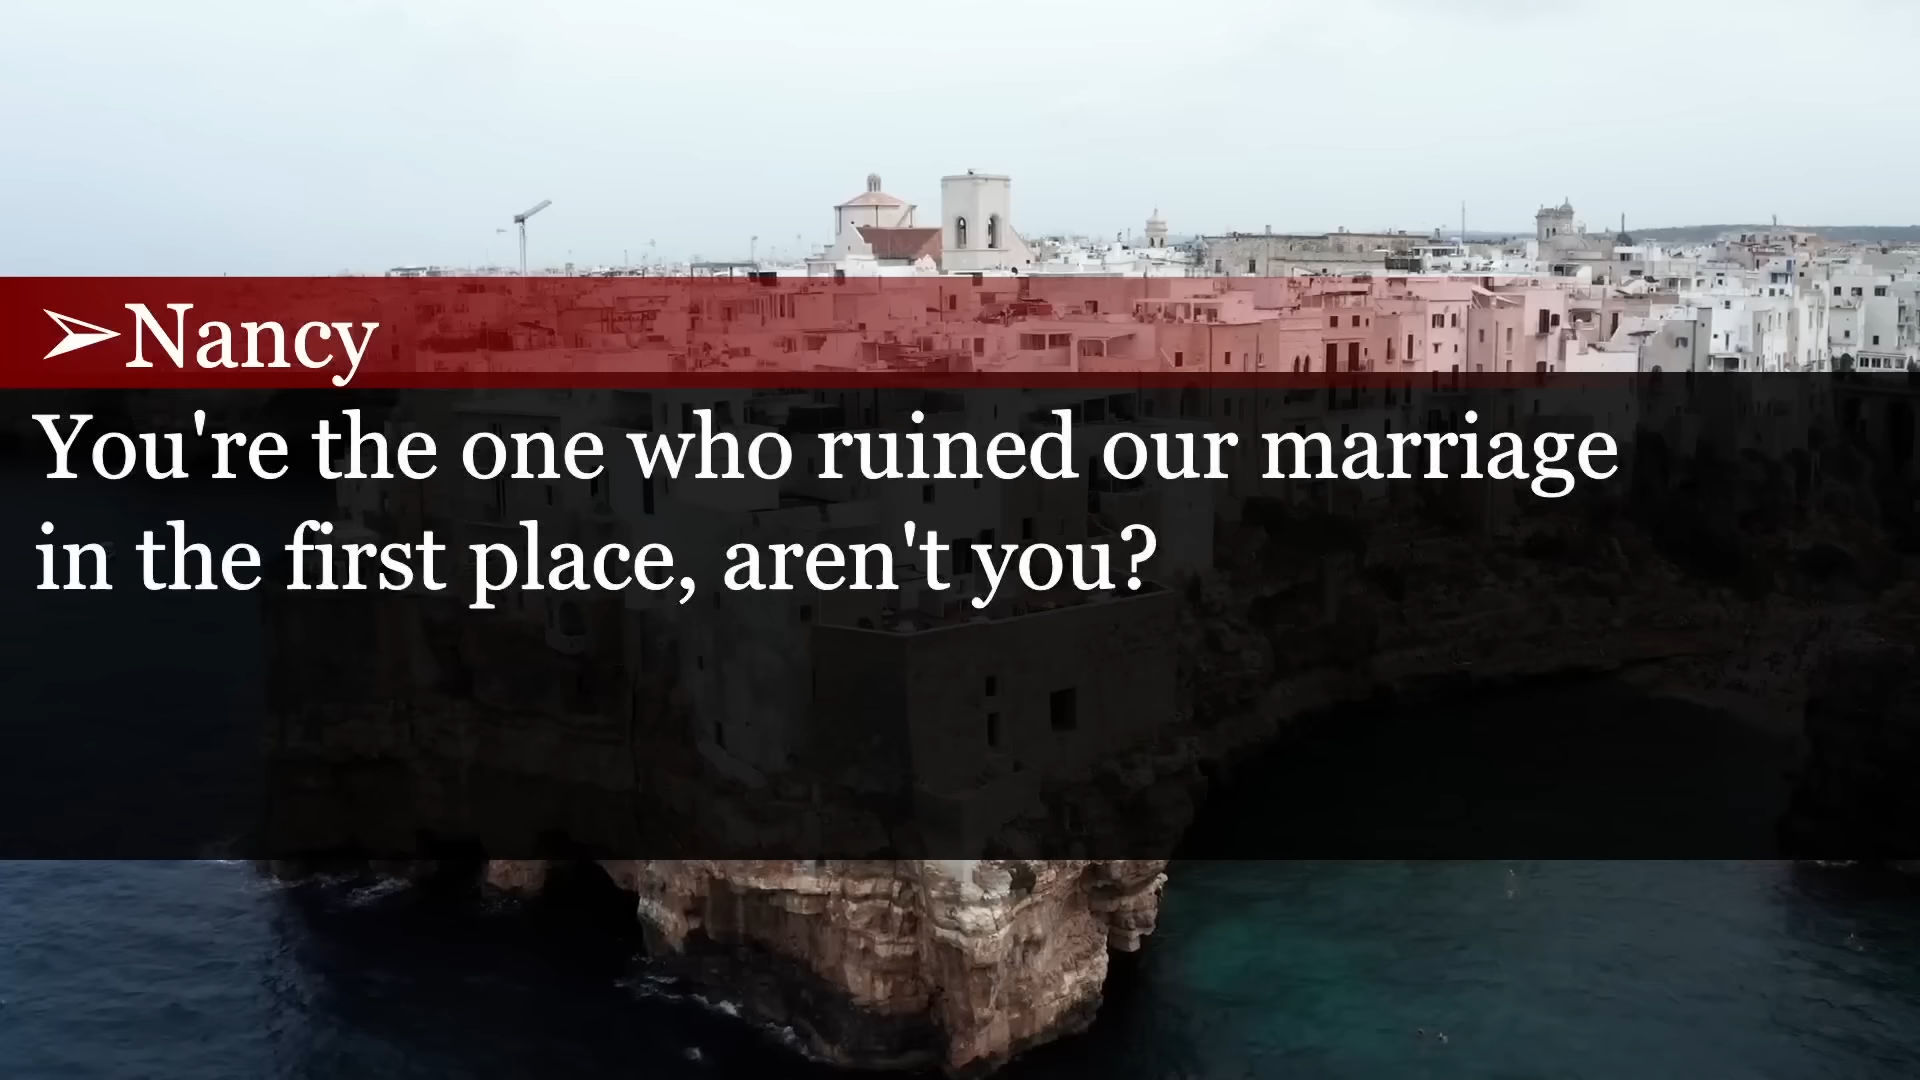 ➢Nancy
You're the one who ruined our marriage
in the first place, aren't you?